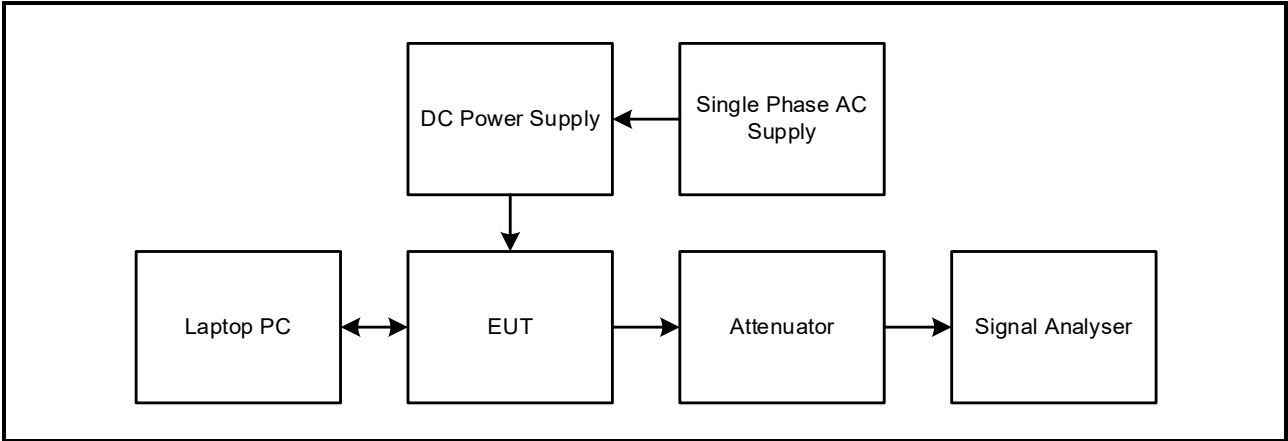 DC Power Supply
Single Phase AC
Supply
Laptop PC
EUT
Attenuator
Signal Analyser